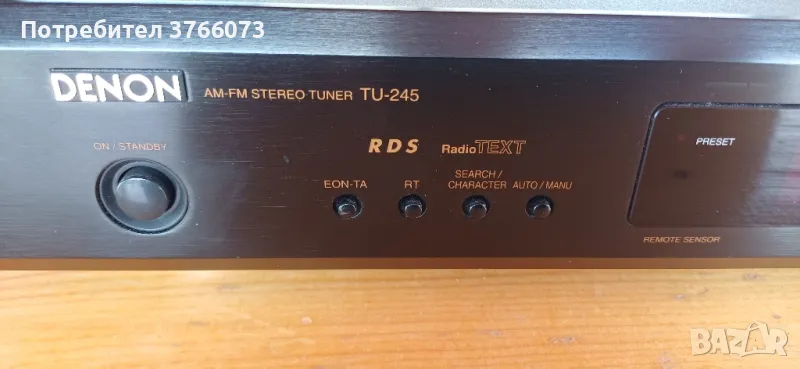 Потребител 3766073
DENON
AM-FM STEREO TUNER TU-245
ON / STANDBY
RDS RadioTEXT
PRESET
EON-TA
RT
SEARCH /
CHARACTER
AUTO / MANU
REMOTE SENSOR
BAZAR